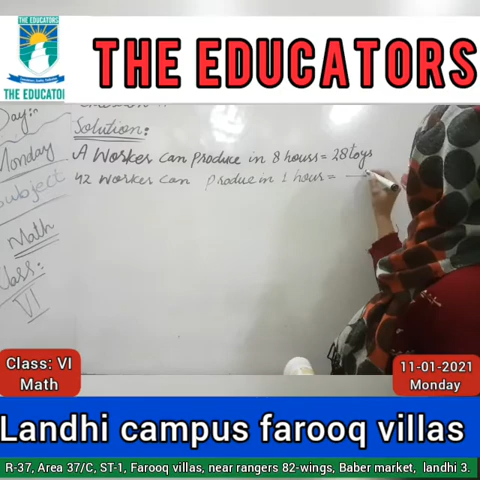 THE EDUCATORS
THE EDUCATOR
THE EDUCATORS
Day:
Monday
Subject
Math
Class:
VI
Solution:
A Worker can Produce in 8 hours = 28 toys
42 Worker can Produe in 1 hour =
Class: VI
Math
11-01-2021
Monday
Landhi campus farooq villas
R-37, Area 37/C, ST-1, Farooq villas, near rangers 82-wings, Baber market, landhi 3.